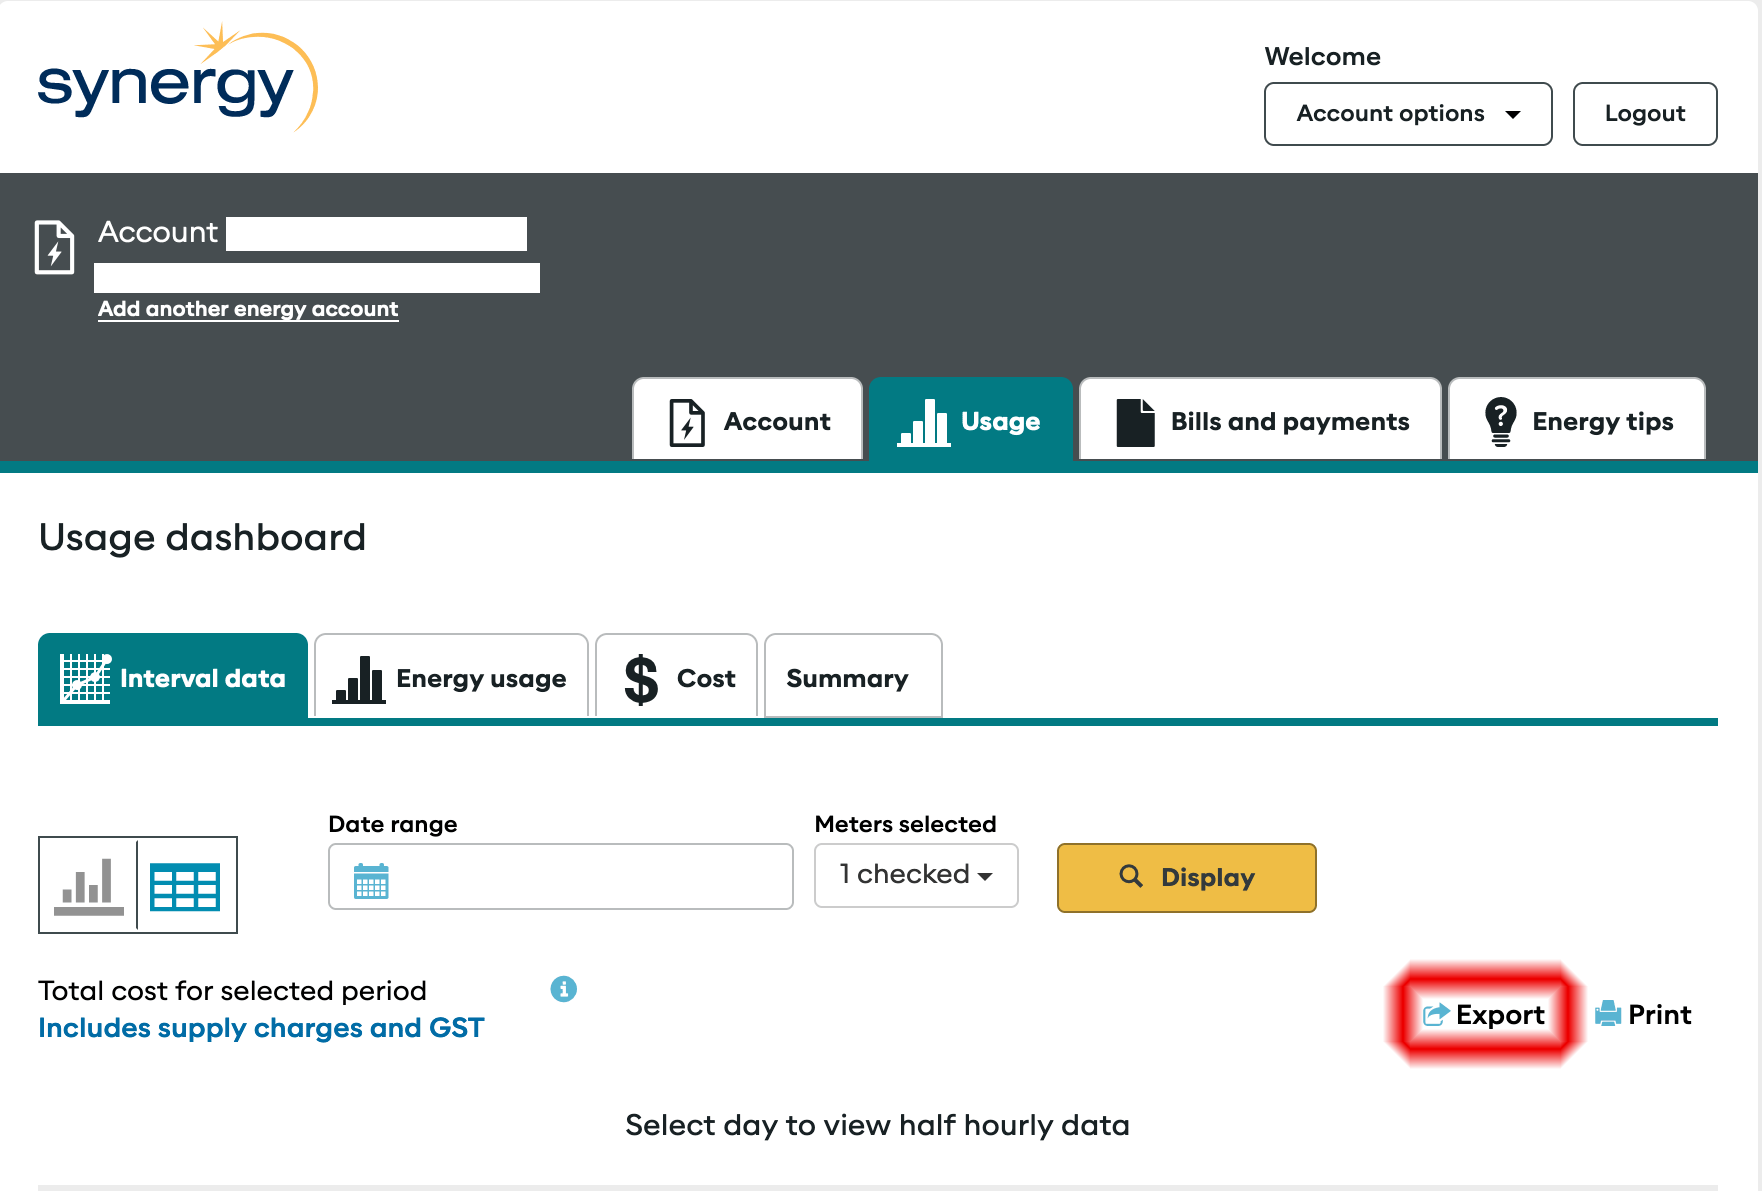 synergy
Welcome
Account options
Logout
Account
Add another energy account
Account
Usage
Bills and payments
Energy tips
Usage dashboard
Interval data
Energy usage
$ Cost
Summary
Date range
Meters selected
1 checked
Display
Total cost for selected period
Includes supply charges and GST
Export
Print
Select day to view half hourly data